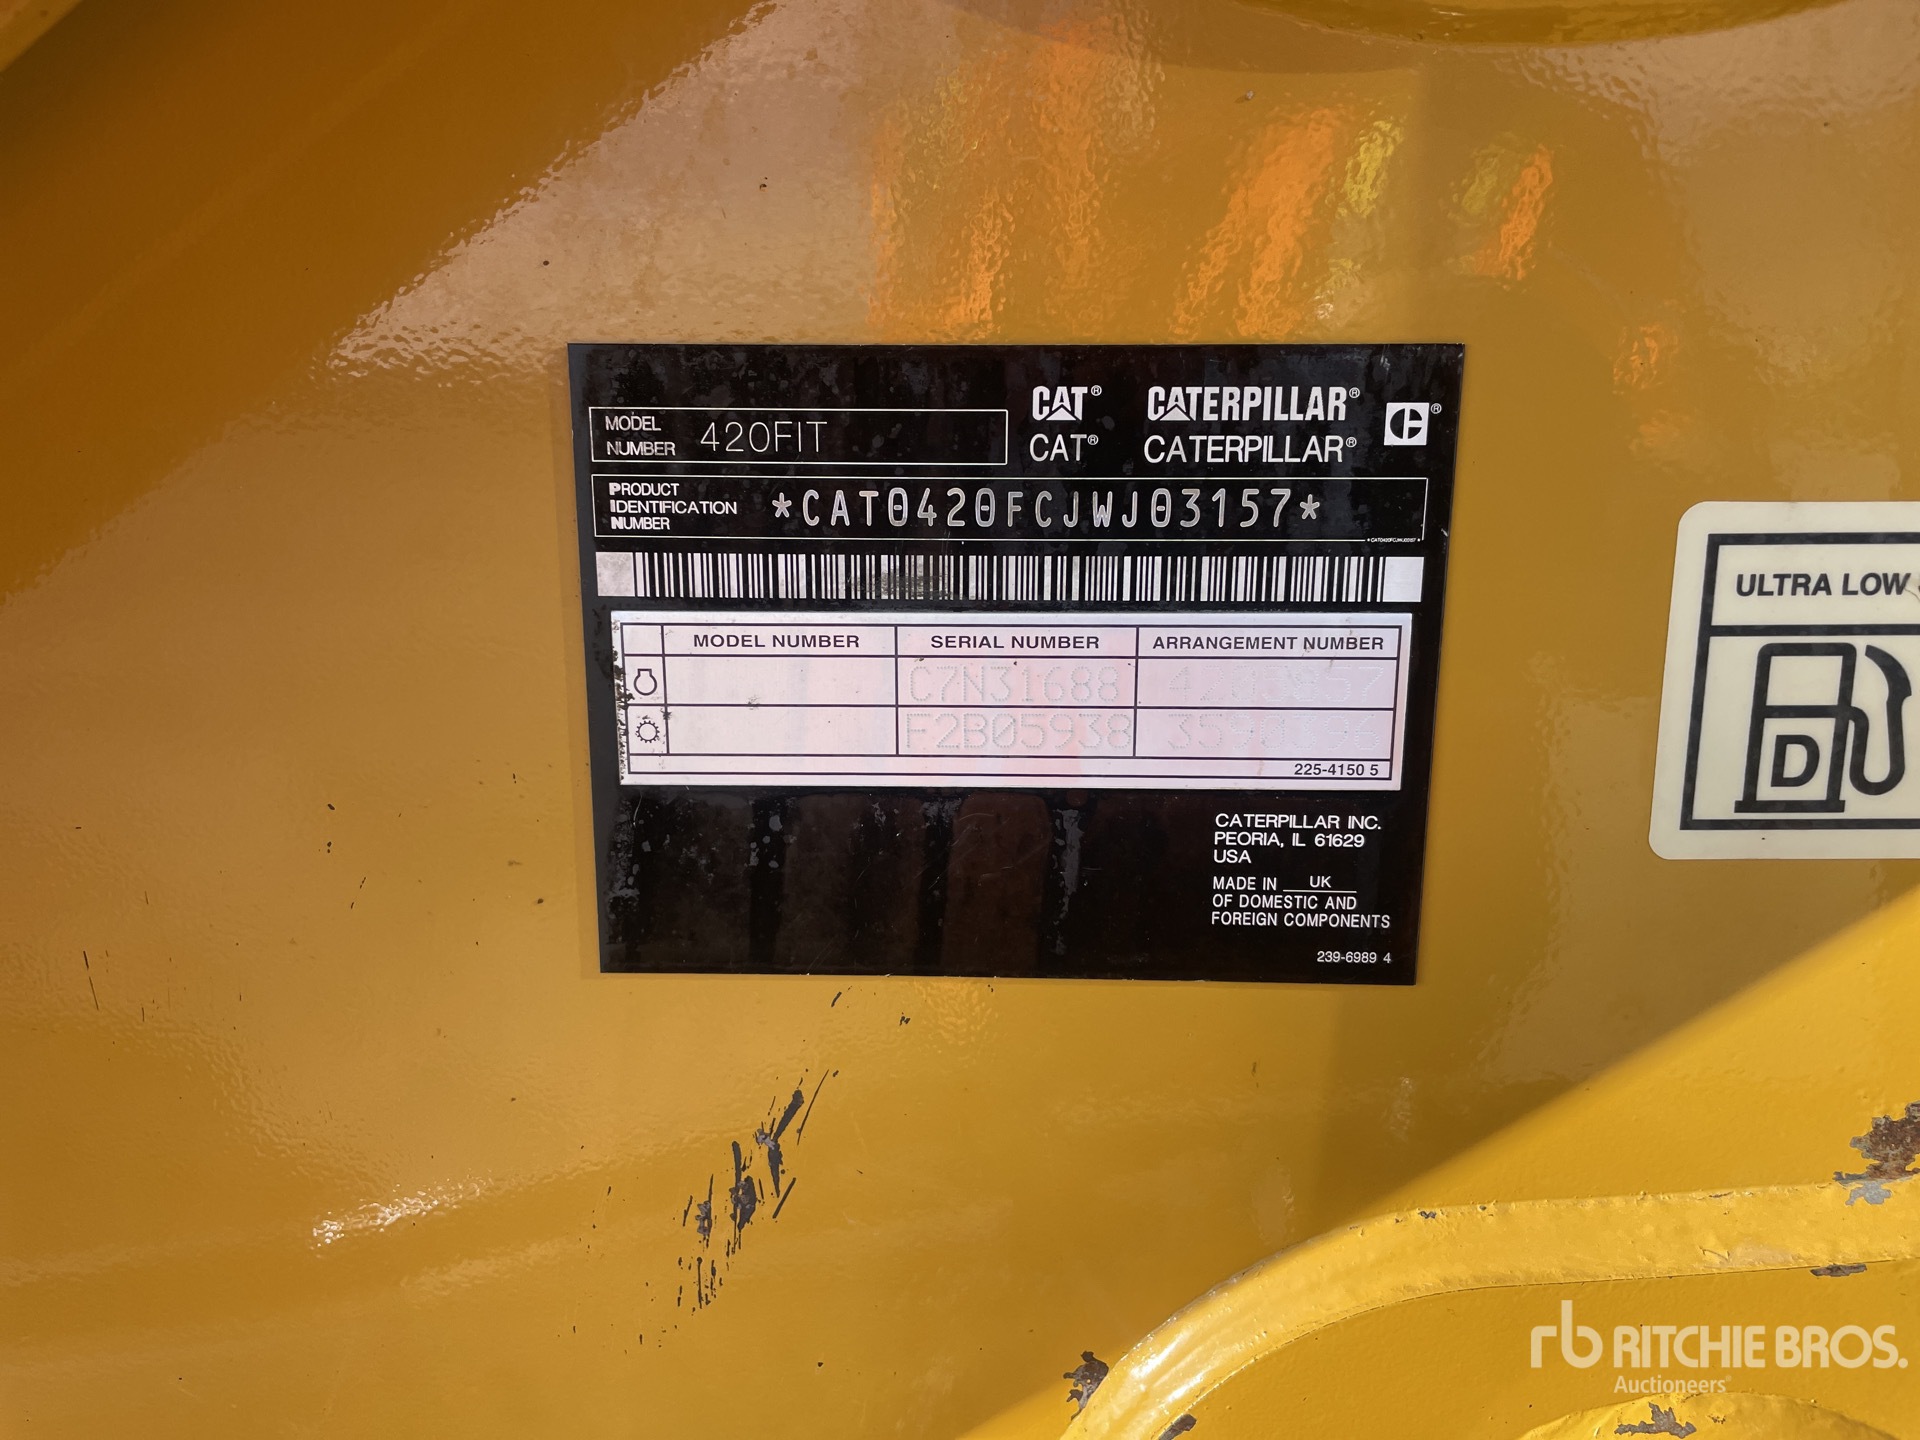 CAT® CATERPILLAR®
MODEL NUMBER 420FIT
CAT® CATERPILLAR®
PRODUCT IDENTIFICATION NUMBER *CAT0420FCJWJ03157*
*CAT0420FCJWJ03157*
MODEL NUMBER SERIAL NUMBER ARRANGEMENT NUMBER
C7N31688
F2B05938
225-4150 5
CATERPILLAR INC.
PEORIA, IL 61629
USA
MADE IN UK
OF DOMESTIC AND
FOREIGN COMPONENTS
239-6989 4
ULTRA LOW
D
rb RITCHIE BROS.
Auctioneers